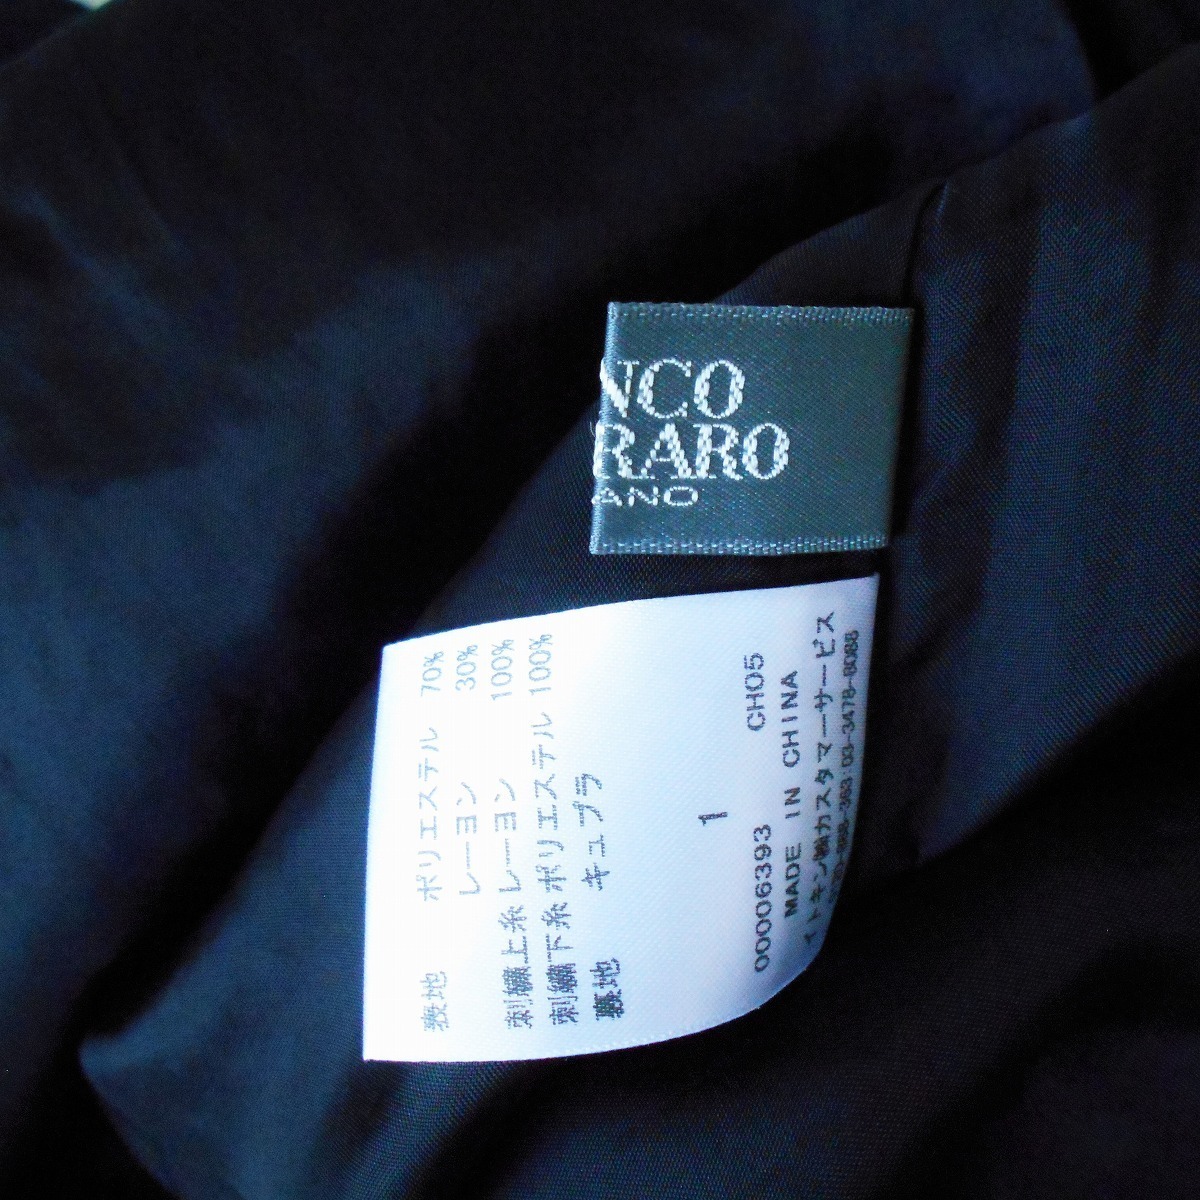 NCO
RARO
ANO
表地 ポリエステル 70%
レーヨン 30%
刺繍上糸 レーヨン 100%
刺繍下糸 ポリエステル 100%
裏地 キュプラ
1
00006393 CH05
MADE IN CHINA
イトキン㈱カスタマーサービス
03-3478-8088